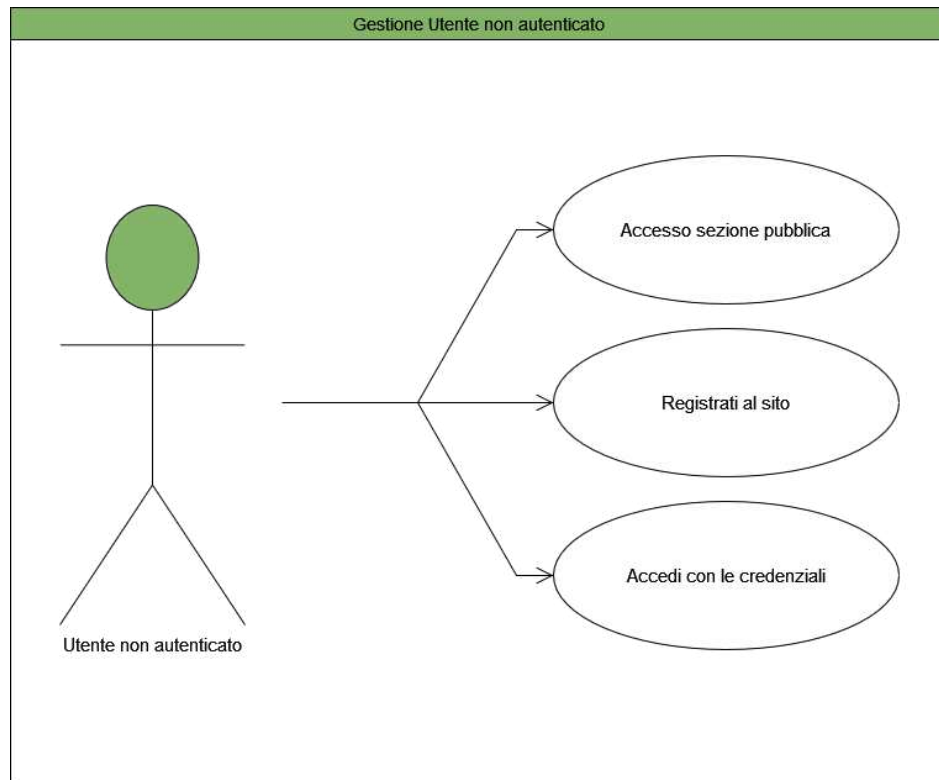 Gestione Utente non autenticato
Accesso sezione pubblica
Registrati al sito
Accedi con le credenziali
Utente non autenticato